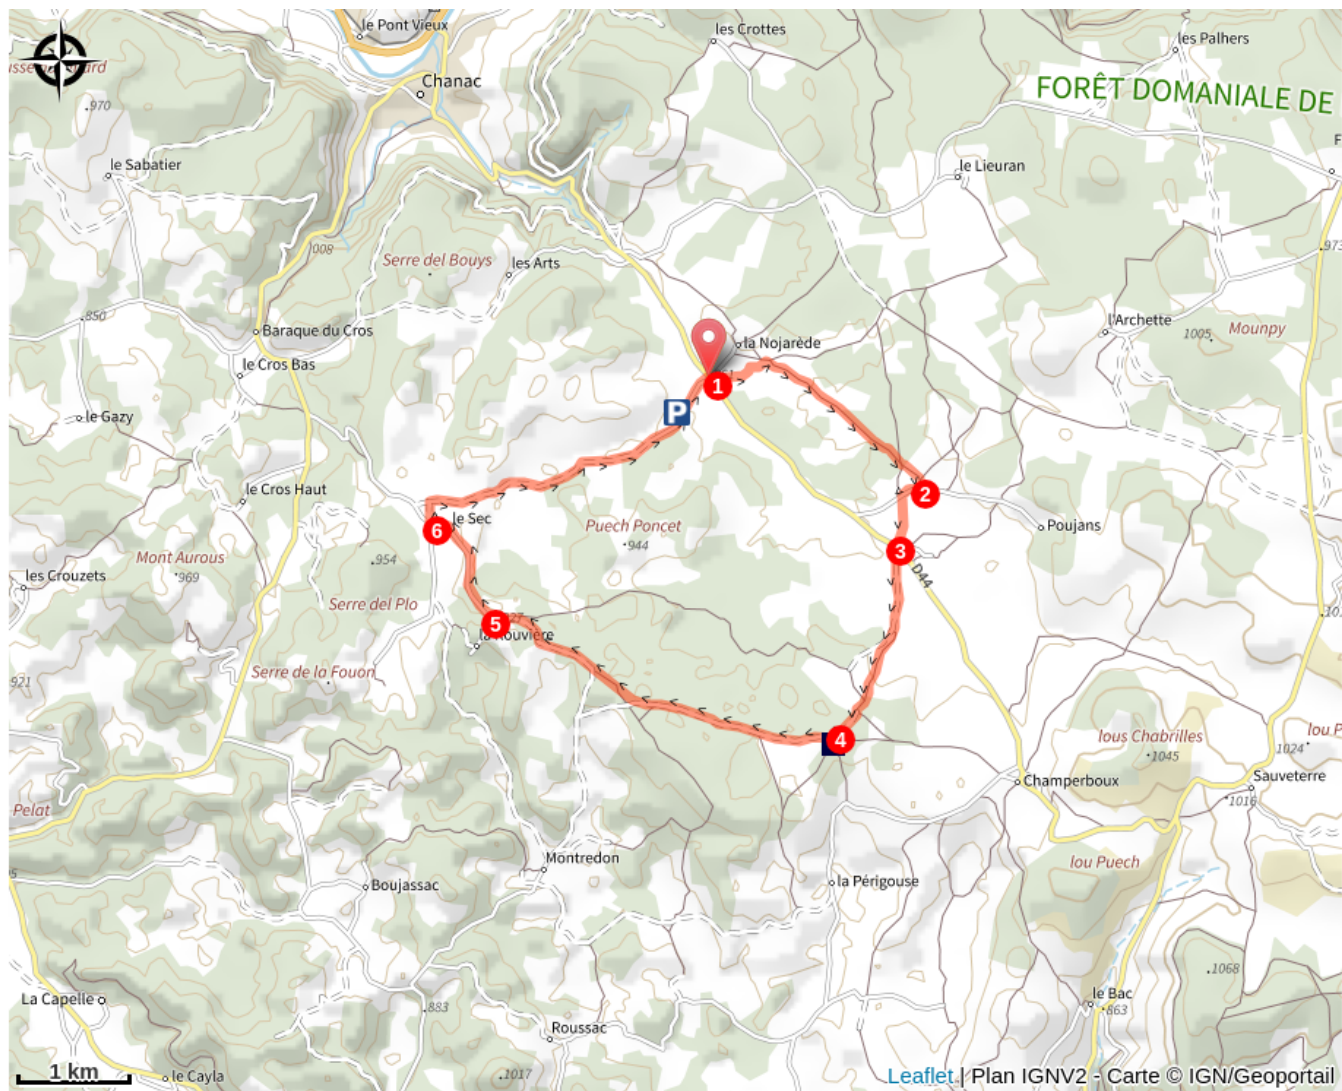 le Pont Vieux
les Crottes
les Palhers
Chanac
FORÊT DOMANIALE DE
970
le Sabatier
le Lieuran
800
Serre del Bouys
les Arts
973
850
Baraque du Cros
la Nojarède
l'Archette
1005
Mounpy
le Cros Bas
1
P
le Gazy
le Cros Haut
2
le Sec
6
Puech Poncet
944
Poujans
3
D44
Mont Aurous
969
954
les Crouzets
Serre del Plo
5
la Rouvière
Serre de la Fouon
921
4
lous Chabrilles
1045
lou P
1024
Champerboux
Sauveterre
1016
Pelat
Montredon
lou Puech
Boujassac
la Périgouse
1068
La Capelle
883
le Bac
863
Roussac
1 km
le Cayla
1017
Leaflet | Plan IGNV2 - Carte © IGN/Geoportail